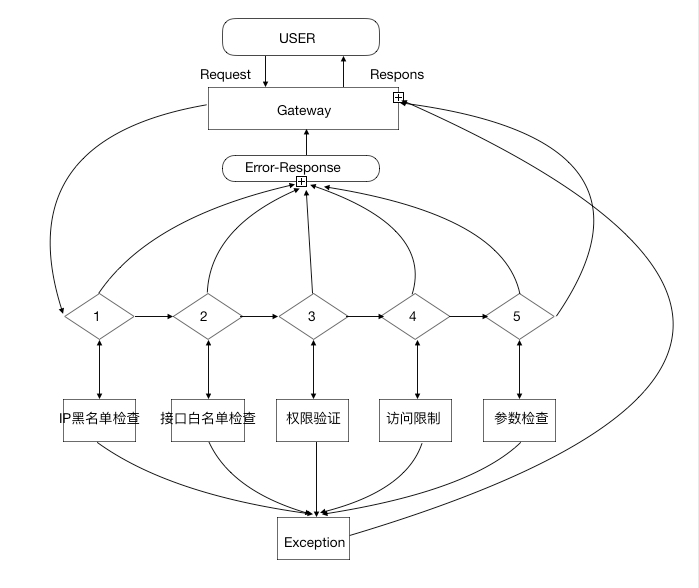 USER
Request
Respons
Gateway
Error-Response
1
2
3
4
5
IP黑名单检查
接口白名单检查
权限验证
访问限制
参数检查
Exception